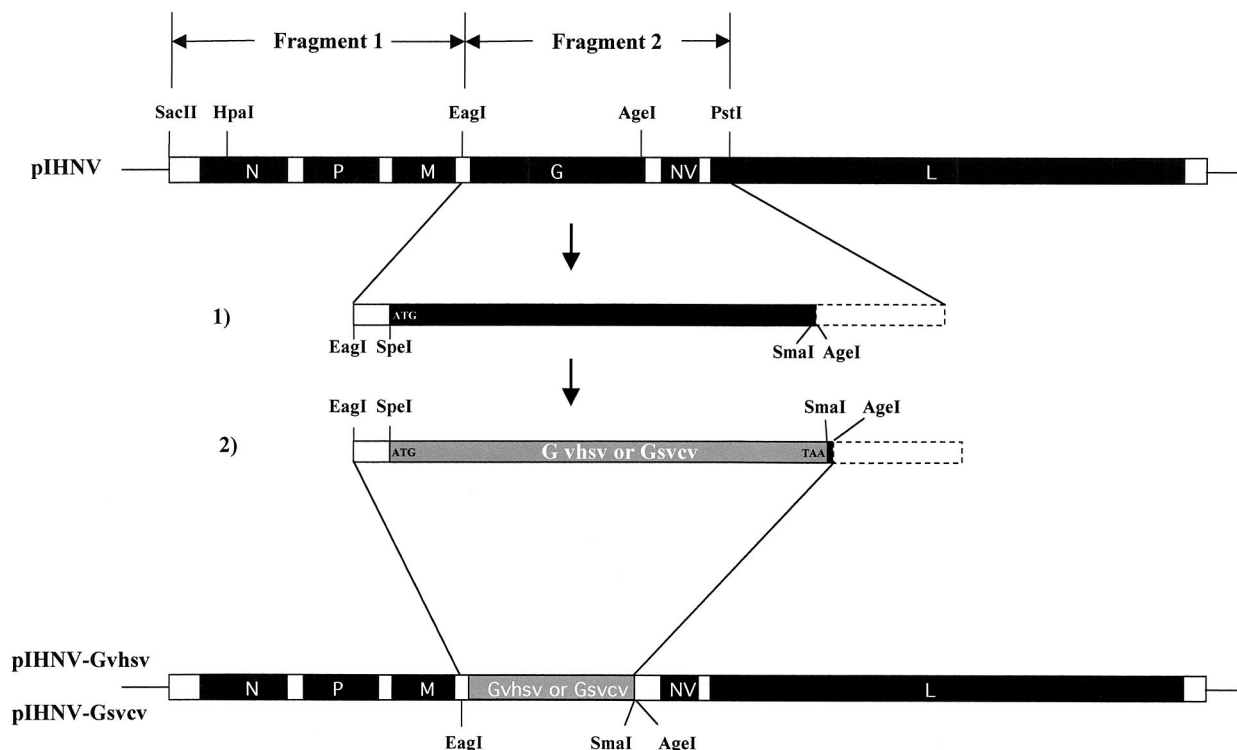 Fragment 1 Fragment 2
SacII HpaI EagI AgeI PstI
pIHNV N P M G NV L
1) ATG
EagI SpeI SmaI AgeI
EagI SpeI SmaI AgeI
2) ATG G vhsv or Gsvcv TAA
pIHNV-Gvhsv
N P M Gvhsv or Gsvcv NV L
pIHNV-Gsvcv
EagI SmaI AgeI